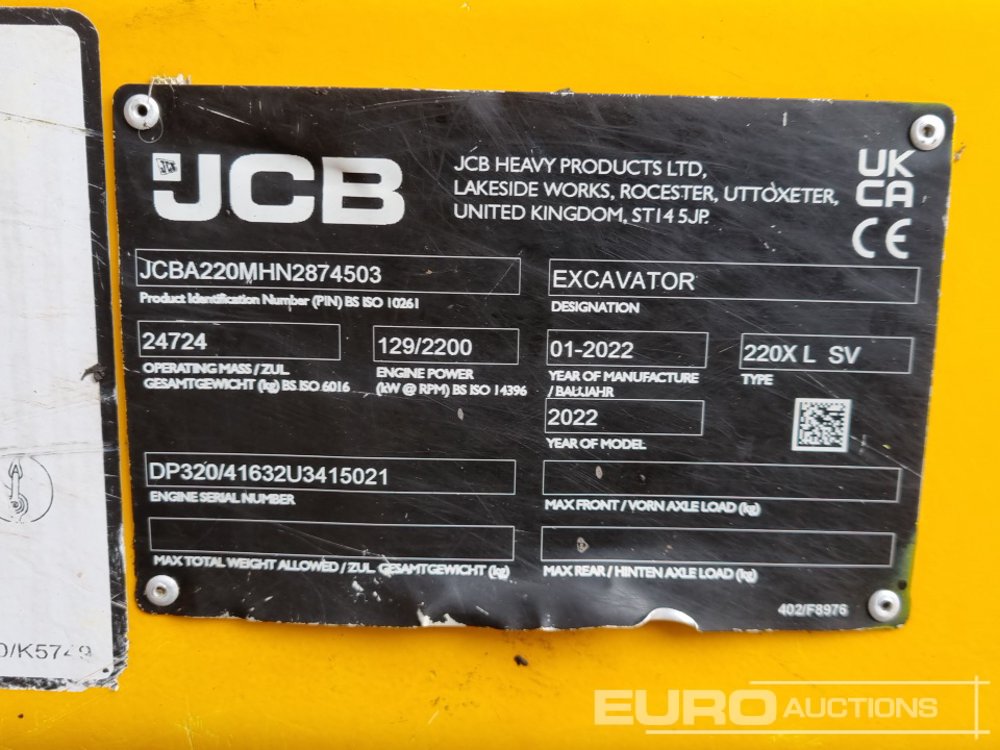 JCB
JCB HEAVY PRODUCTS LTD,
LAKESIDE WORKS, ROCESTER, UTTOXETER,
UNITED KINGDOM, ST14 5JP.
UK
CA
CE
JCBA220MHN2874503
Product Identification Number (PIN) BS ISO 10261
EXCAVATOR
DESIGNATION
24724
OPERATING MASS / ZUL.
GESAMTGEWICHT (kg) BS ISO 6016
129/2200
ENGINE POWER
(kW @ RPM) BS ISO 14396
01-2022
YEAR OF MANUFACTURE
/ BAUJAHR
220X L SV
TYPE
2022
YEAR OF MODEL
DP320/41632U3415021
ENGINE SERIAL NUMBER
MAX FRONT / VORN AXLE LOAD (kg)
MAX TOTAL WEIGHT ALLOWED / ZUL. GESAMTGEWICHT (kg)
MAX REAR / HINTEN AXLE LOAD (kg)
402/F8976
/K5749
EURO AUCTIONS